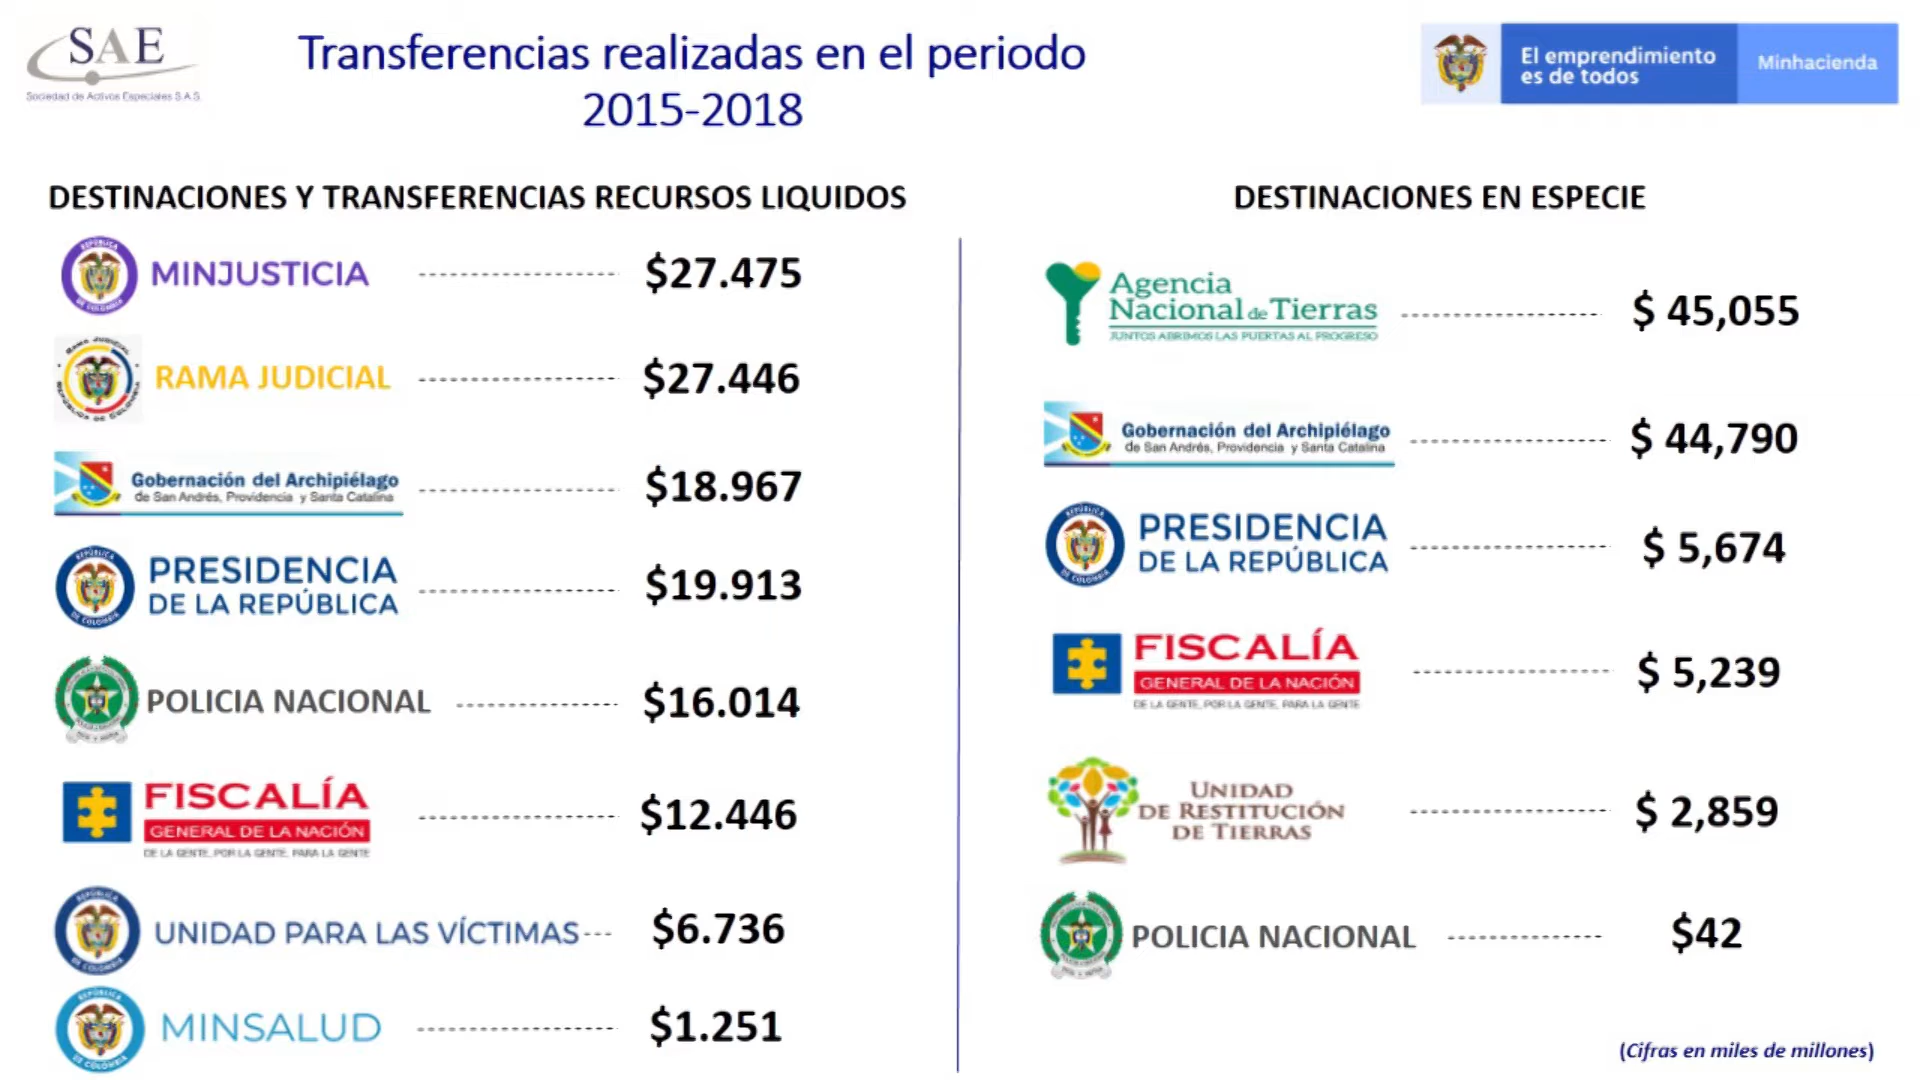 SAE
Sociedad de Activos Especiales S.A.S.
Transferencias realizadas en el periodo
2015-2018
El emprendimiento
es de todos
Minhacienda
DESTINACIONES Y TRANSFERENCIAS RECURSOS LIQUIDOS
MINJUSTICIA $27.475
RAMA JUDICIAL $27.446
Gobernación del Archipiélago
de San Andrés, Providencia y Santa Catalina
$18.967
PRESIDENCIA
DE LA REPÚBLICA
$19.913
POLICIA NACIONAL $16.014
FISCALÍA
GENERAL DE LA NACIÓN
DE LA GENTE, POR LA GENTE, PARA LA GENTE
$12.446
UNIDAD PARA LAS VÍCTIMAS $6.736
MINSALUD $1.251
DESTINACIONES EN ESPECIE
Agencia
Nacional de Tierras
JUNTOS ABRIMOS LAS PUERTAS AL PROGRESO
$ 45,055
Gobernación del Archipiélago
de San Andrés, Providencia y Santa Catalina
$ 44,790
PRESIDENCIA
DE LA REPÚBLICA
$ 5,674
FISCALÍA
GENERAL DE LA NACIÓN
DE LA GENTE, POR LA GENTE, PARA LA GENTE
$ 5,239
UNIDAD
DE RESTITUCIÓN
DE TIERRAS
$ 2,859
POLICIA NACIONAL $42
(Cifras en miles de millones)